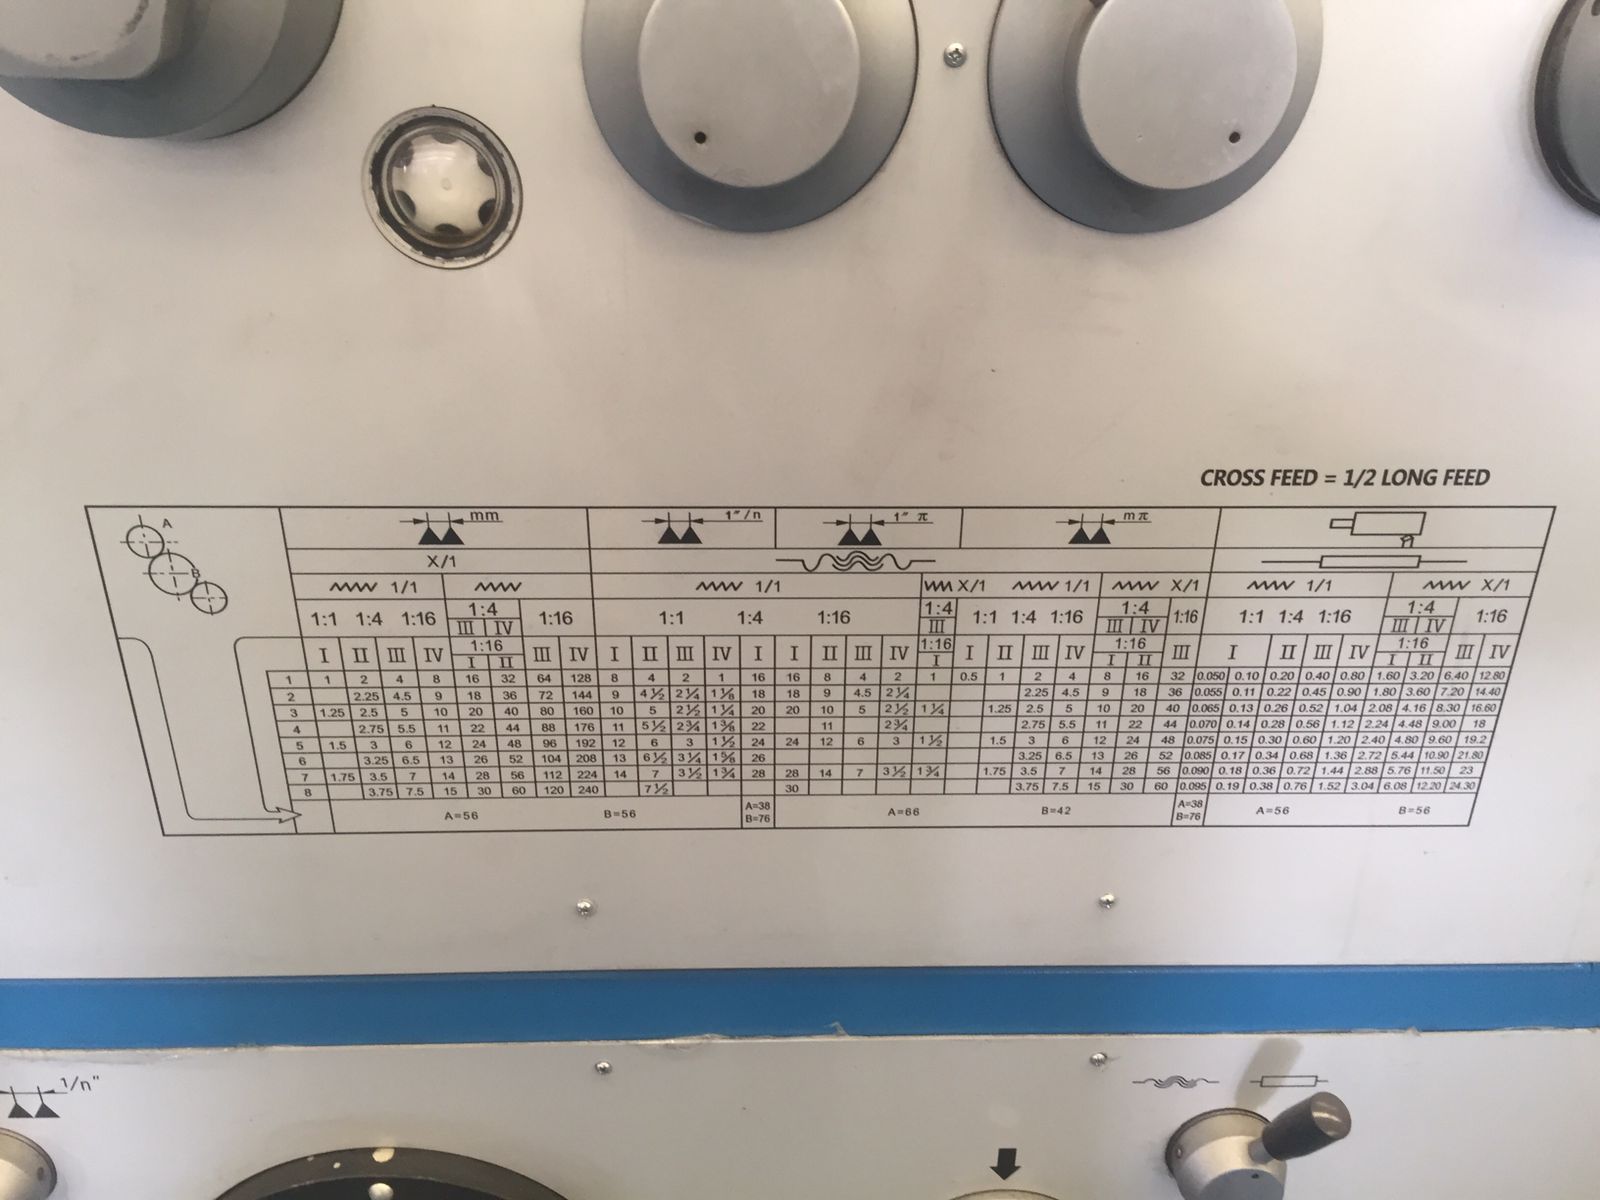 CROSS FEED = 1/2 LONG FEED
A
B
mm 1″/n 1″ π mπ
X/1
1/1 1/1 X/1 1/1 X/1 1/1 X/1
1:1 1:4 1:16 1:4 1:16 1:1 1:4 1:16 1:4 1:1 1:4 1:16 1:4 1:16 1:1 1:4 1:16 1:4 1:16
III IV III III IV III IV
I II III IV 1:16 III IV I II III IV I I II III IV 1:16 I II III IV 1:16 III I II III IV 1:16 III IV
I II I I II I II
1 1 2 4 8 16 32 64 128 8 4 2 1 16 16 8 4 2 1 0.5 1 2 4 8 16 32 0.050 0.10 0.20 0.40 0.80 1.60 3.20 6.40 12.80
2 2.25 4.5 9 18 36 72 144 9 4½ 2¼ 1⅛ 18 18 9 4.5 2¼ 2.25 4.5 9 18 36 0.055 0.11 0.22 0.45 0.90 1.80 3.60 7.20 14.40
3 1.25 2.5 5 10 20 40 80 160 10 5 2½ 1¼ 20 20 10 5 2½ 1¼ 1.25 2.5 5 10 20 40 0.065 0.13 0.26 0.52 1.04 2.08 4.16 8.30 16.60
4 2.75 5.5 11 22 44 88 176 11 5½ 2¾ 1⅜ 22 11 2¾ 2.75 5.5 11 22 44 0.070 0.14 0.28 0.56 1.12 2.24 4.48 9.00 18
5 1.5 3 6 12 24 48 96 192 12 6 3 1½ 24 24 12 6 3 1½ 1.5 3 6 12 24 48 0.075 0.15 0.30 0.60 1.20 2.40 4.80 9.60 19.2
6 3.25 6.5 13 26 52 104 208 13 6½ 3¼ 1⅝ 26 3.25 6.5 13 26 52 0.085 0.17 0.34 0.68 1.36 2.72 5.44 10.90 21.80
7 1.75 3.5 7 14 28 56 112 224 14 7 3½ 1¾ 28 28 14 7 3½ 1¾ 1.75 3.5 7 14 28 56 0.090 0.18 0.36 0.72 1.44 2.88 5.76 11.50 23
8 3.75 7.5 15 30 60 120 240 7½ 30 3.75 7.5 15 30 60 0.095 0.19 0.38 0.76 1.52 3.04 6.08 12.20 24.30
A=56 B=56 A=38 A=66 B=42 A=38 A=56 B=56
B=76 B=76
1/n″